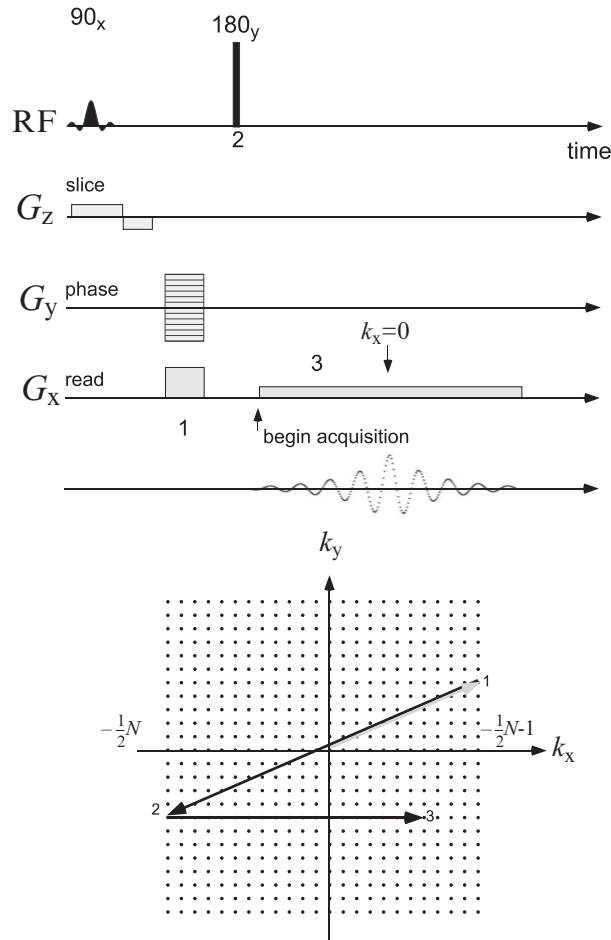 90x 180y
RF
2
time
slice
Gz
Gy phase
kx=0
3
Gx read
1
begin acquisition
ky
1
−½N
−½N-1
kx
2
3